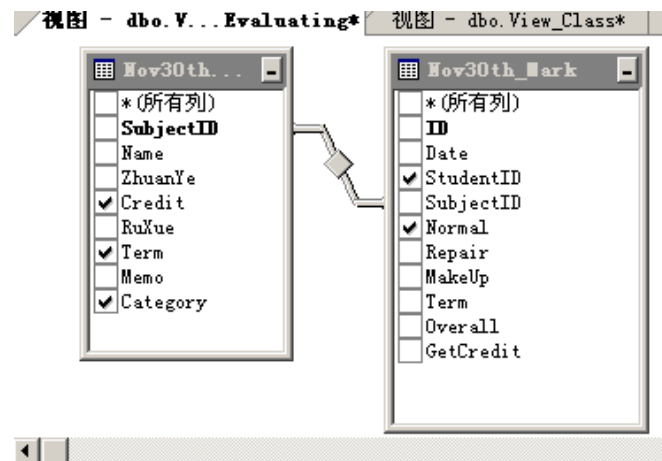 视图 - dbo.V...Evaluating*
视图 - dbo.View_Class*
Nov30th...
*(所有列)
SubjectID
Name
ZhuanYe
Credit
RuXue
Term
Memo
Category
Nov30th_Mark
*(所有列)
ID
Date
StudentID
SubjectID
Normal
Repair
MakeUp
Term
Overall
GetCredit